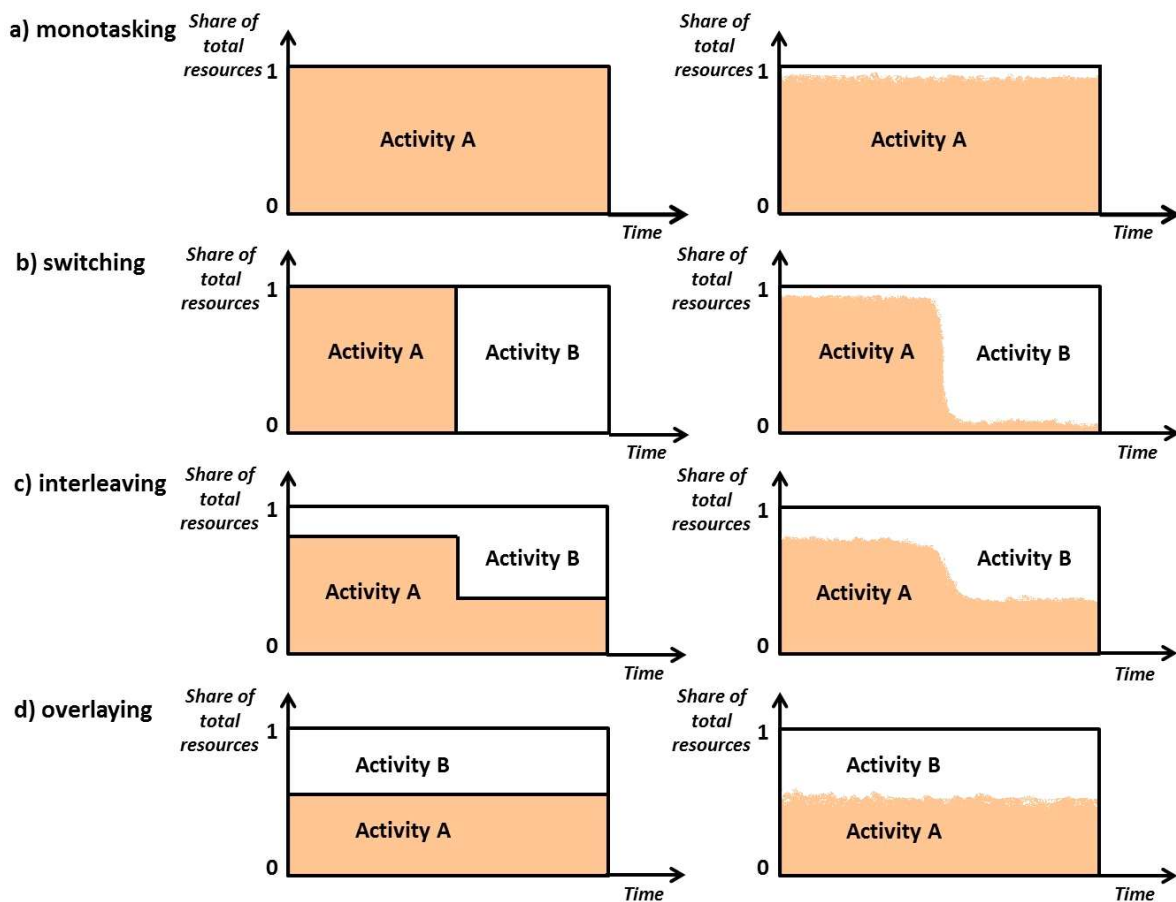 a) monotasking
Share of
total
resources
1
Activity A
0
Time
Share of
total
resources
1
Activity A
0
Time
b) switching
Share of
total
resources
1
Activity A
Activity B
0
Time
Share of
total
resources
1
Activity A
Activity B
0
Time
c) interleaving
Share of
total
resources
1
Activity B
Activity A
0
Time
Share of
total
resources
1
Activity B
Activity A
0
Time
d) overlaying
Share of
total
resources
1
Activity B
Activity A
0
Time
Share of
total
resources
1
Activity B
Activity A
0
Time